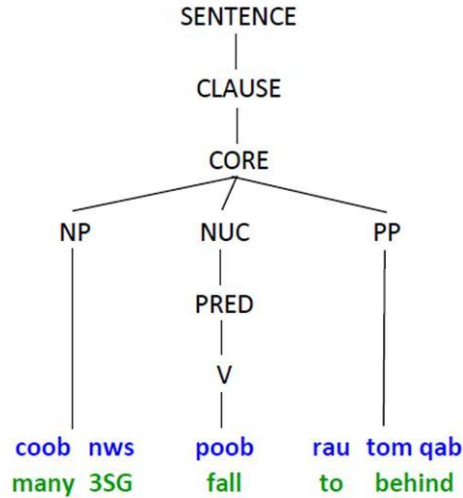 SENTENCE
CLAUSE
CORE
NP NUC PP
PRED
V
coob nws poob rau tom qab
many 3SG fall to behind